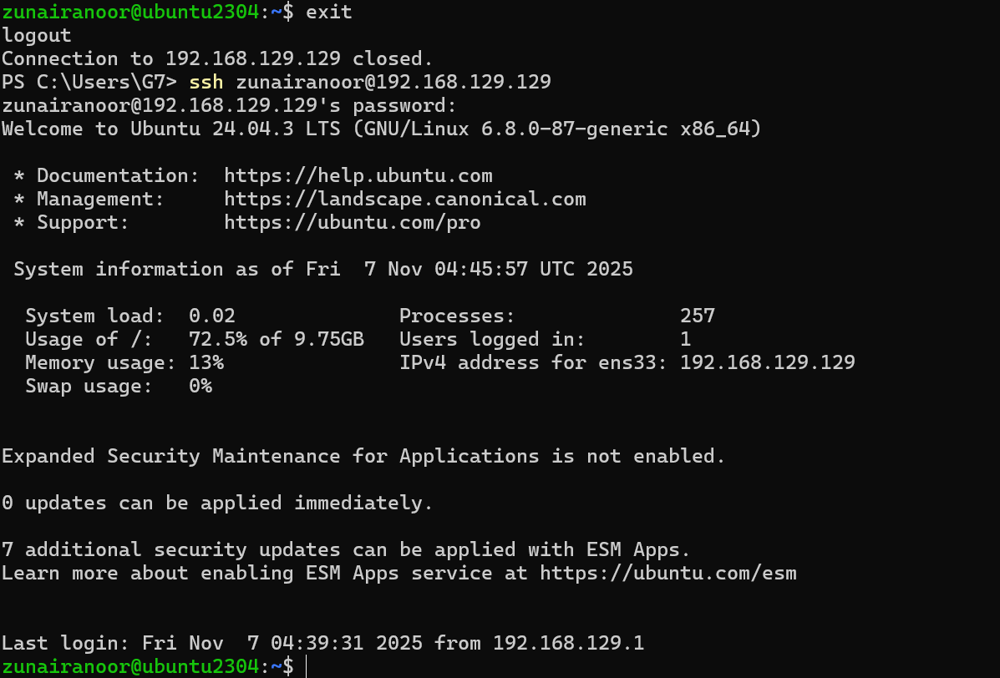 zunairanoor@ubuntu2304:~$ exit
logout
Connection to 192.168.129.129 closed.
PS C:\Users\G7> ssh zunairanoor@192.168.129.129
zunairanoor@192.168.129.129's password:
Welcome to Ubuntu 24.04.3 LTS (GNU/Linux 6.8.0-87-generic x86_64)

 * Documentation:  https://help.ubuntu.com
 * Management:     https://landscape.canonical.com
 * Support:        https://ubuntu.com/pro

 System information as of Fri  7 Nov 04:45:57 UTC 2025

  System load:  0.02              Processes:              257
  Usage of /:   72.5% of 9.75GB   Users logged in:        1
  Memory usage: 13%               IPv4 address for ens33: 192.168.129.129
  Swap usage:   0%


Expanded Security Maintenance for Applications is not enabled.

0 updates can be applied immediately.

7 additional security updates can be applied with ESM Apps.
Learn more about enabling ESM Apps service at https://ubuntu.com/esm


Last login: Fri Nov  7 04:39:31 2025 from 192.168.129.1
zunairanoor@ubuntu2304:~$